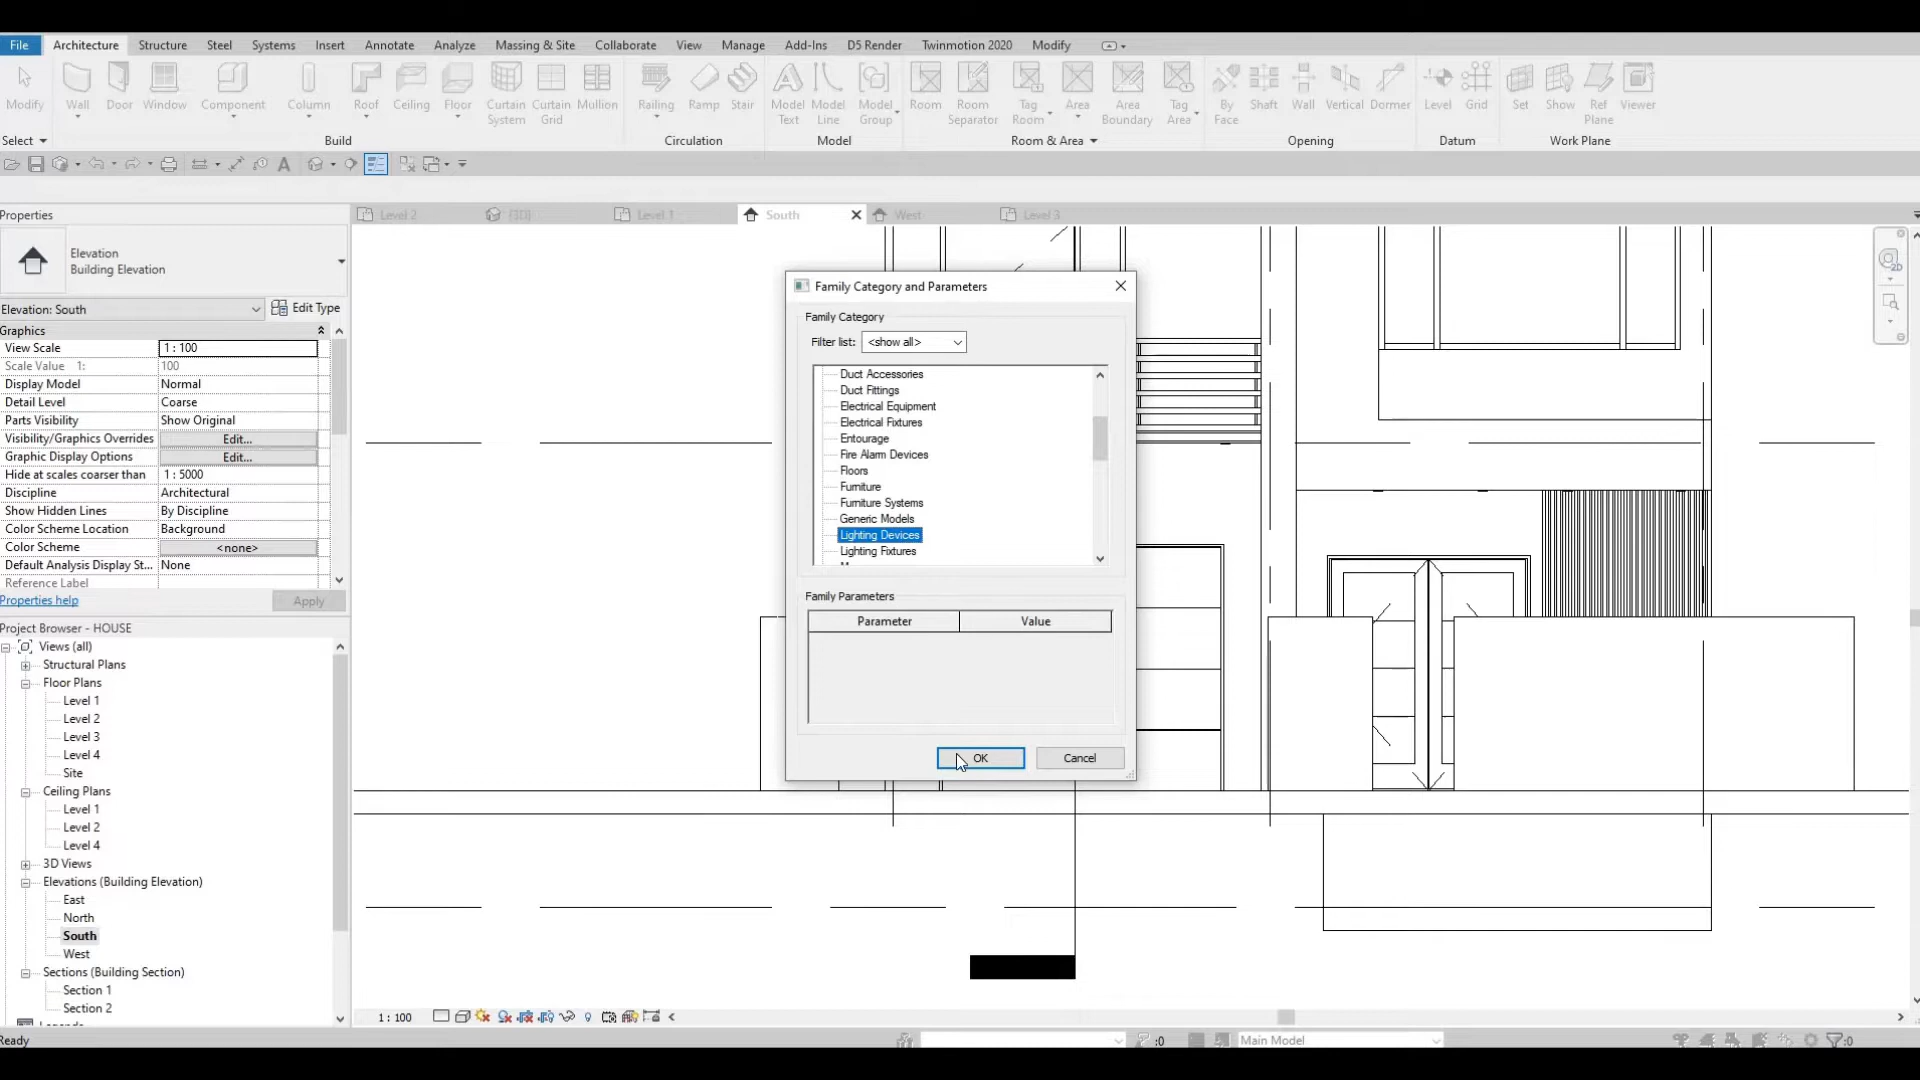 File Architecture Structure Steel Systems Insert Annotate Analyze Massing & Site Collaborate View Manage Add-Ins D5 Render Twinmotion 2020 Modify
Modify Wall Door Window Component Column Roof Ceiling Floor Curtain System Curtain Grid Mullion Railing Ramp Stair Model Text Model Line Model Group Room Room Separator Tag Room Area Area Boundary Tag Area By Face Shaft Wall Vertical Dormer Level Grid Set Show Ref Plane Viewer
Select Build Circulation Model Room & Area Opening Datum Work Plane
Properties
Level 2 (3D) Level 1 South West Level 3
Elevation
Building Elevation
Elevation: South Edit Type
Graphics
View Scale 1 : 100
Scale Value 1: 100
Display Model Normal
Detail Level Coarse
Parts Visibility Show Original
Visibility/Graphics Overrides Edit...
Graphic Display Options Edit...
Hide at scales coarser than 1 : 5000
Discipline Architectural
Show Hidden Lines By Discipline
Color Scheme Location Background
Color Scheme <none>
Default Analysis Display St... None
Reference Label
Properties help Apply
Project Browser - HOUSE
Views (all)
Structural Plans
Floor Plans
Level 1
Level 2
Level 3
Level 4
Site
Ceiling Plans
Level 1
Level 2
Level 4
3D Views
Elevations (Building Elevation)
East
North
South
West
Sections (Building Section)
Section 1
Section 2
Family Category and Parameters
Family Category
Filter list: <show all>
Duct Accessories
Duct Fittings
Electrical Equipment
Electrical Fixtures
Entourage
Fire Alarm Devices
Floors
Furniture
Furniture Systems
Generic Models
Lighting Devices
Lighting Fixtures
Family Parameters
Parameter Value
OK Cancel
2D
1 : 100
Ready :0 Main Model :0